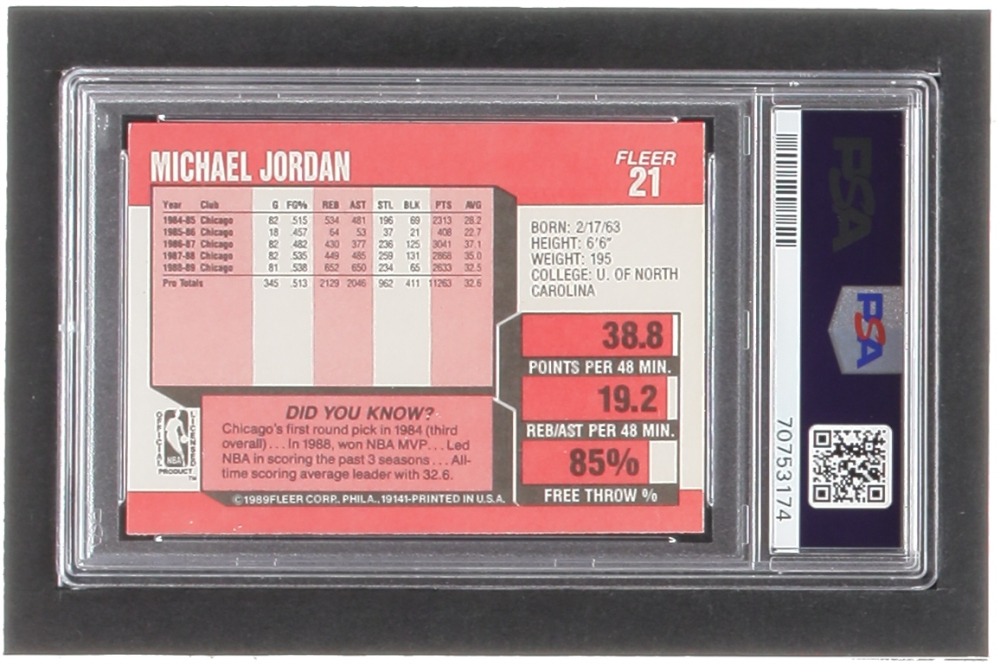 MICHAEL JORDAN
FLEER
21
Year Club G FG% REB AST STL BLK PTS AVG
1984-85 Chicago 82 .515 534 481 196 69 2313 28.2
1985-86 Chicago 18 .457 64 53 37 21 408 22.7
1986-87 Chicago 82 .482 430 377 236 125 3041 37.1
1987-88 Chicago 82 .535 449 485 259 131 2868 35.0
1988-89 Chicago 81 .538 652 650 234 65 2633 32.5
Pro Totals 345 .513 2129 2046 962 411 11263 32.6
BORN: 2/17/63
HEIGHT: 6'6"
WEIGHT: 195
COLLEGE: U. OF NORTH
CAROLINA
38.8
POINTS PER 48 MIN.
19.2
REB/AST PER 48 MIN.
85%
FREE THROW %
DID YOU KNOW?
Chicago's first round pick in 1984 (third
overall)...In 1988, won NBA MVP...Led
NBA in scoring the past 3 seasons...All-
time scoring average leader with 32.6.
OFFICIAL LICENSED
NBA
PRODUCT
TM
©1989 FLEER CORP. PHILA., 19141-PRINTED IN U.S.A.
PSA
PSA
70753174